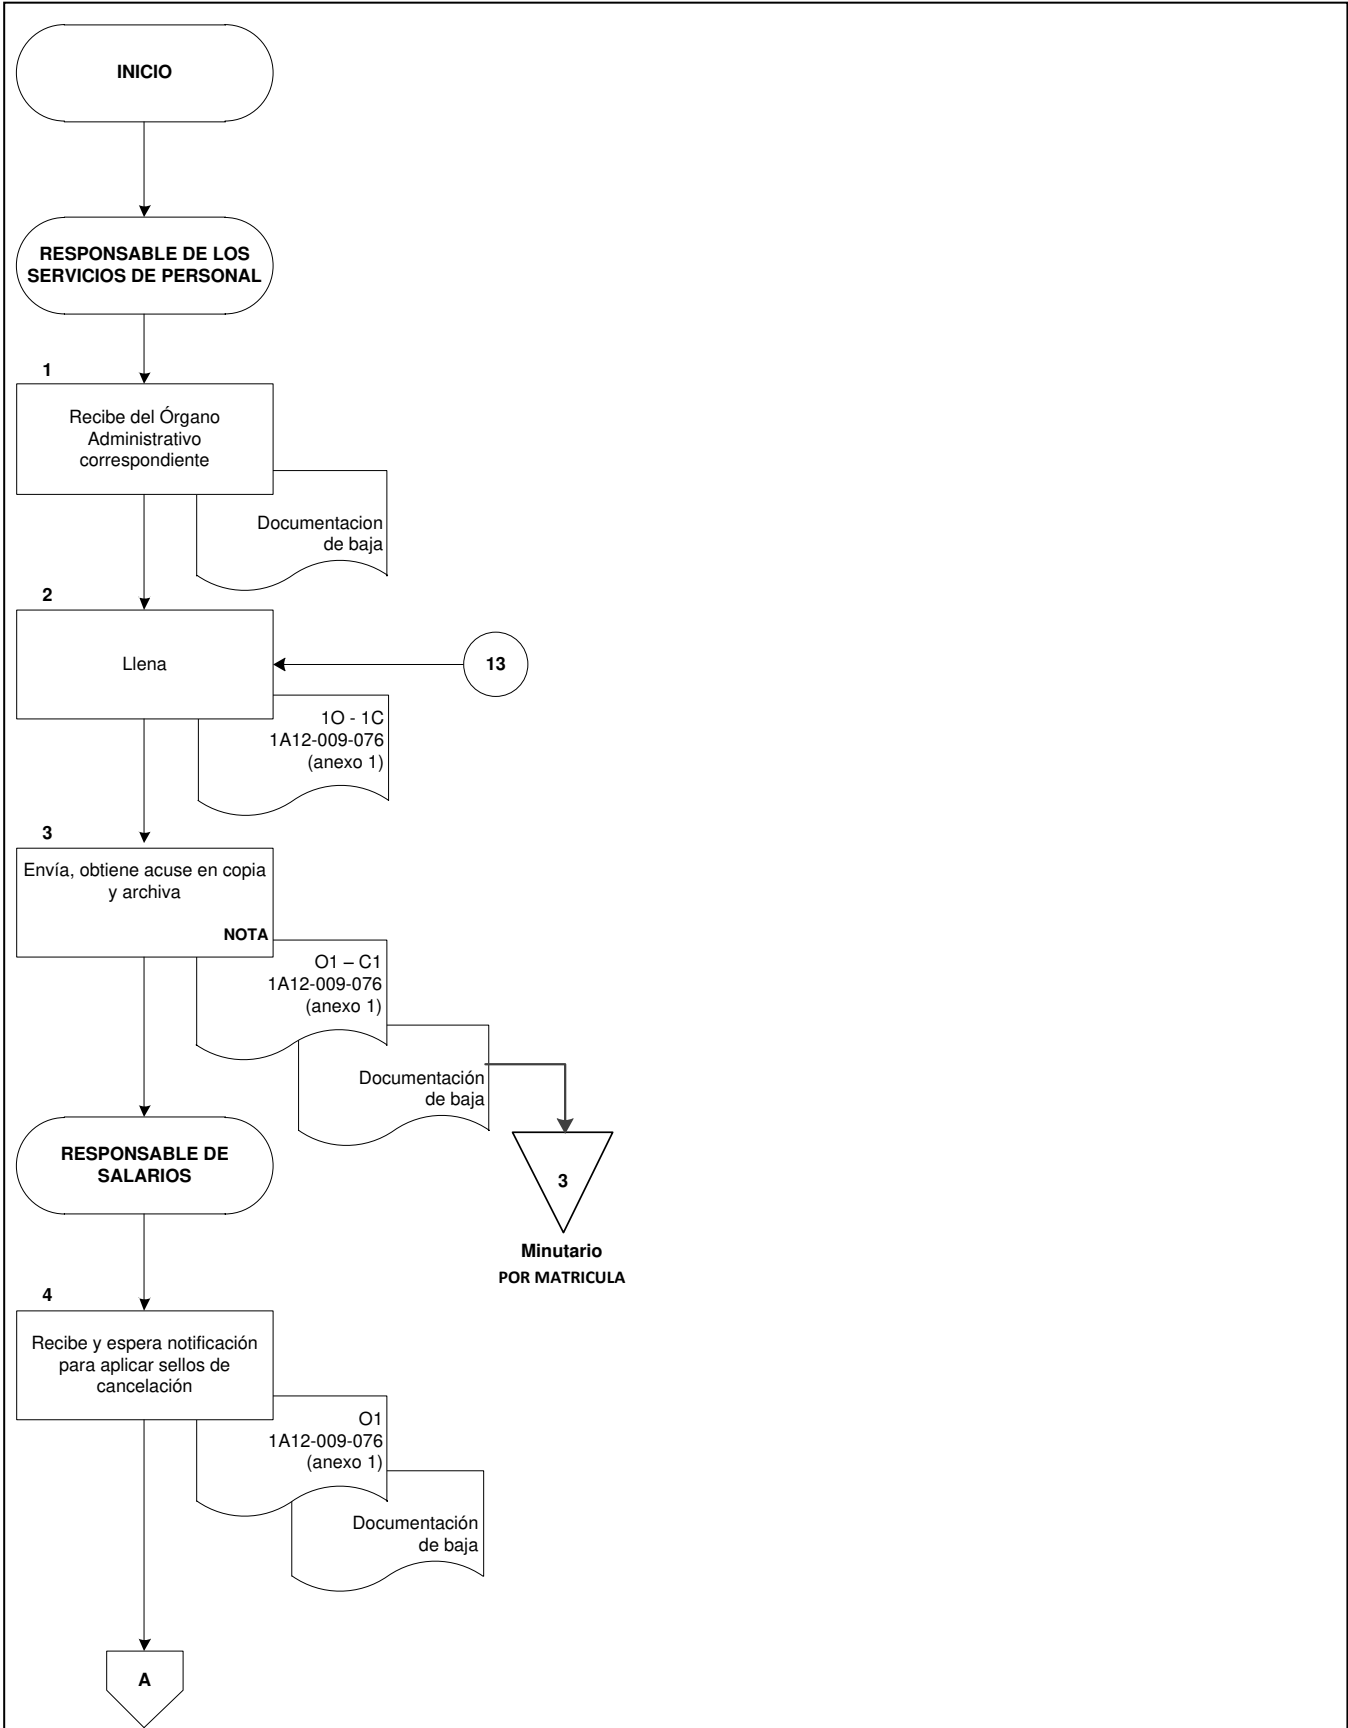 INICIO
RESPONSABLE DE LOS
SERVICIOS DE PERSONAL
1
Recibe del Órgano
Administrativo
correspondiente
Documentacion
de baja
2
Llena
13
1O - 1C
1A12-009-076
(anexo 1)
3
Envía, obtiene acuse en copia
y archiva
NOTA
O1 – C1
1A12-009-076
(anexo 1)
Documentación
de baja
3
Minutario
POR MATRICULA
RESPONSABLE DE
SALARIOS
4
Recibe y espera notificación
para aplicar sellos de
cancelación
O1
1A12-009-076
(anexo 1)
Documentación
de baja
A